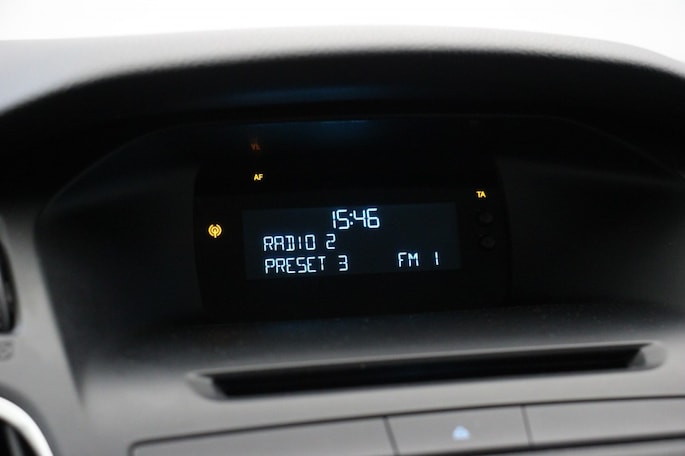 AF
TA
15:46
RADIO 2
PRESET 3 FM 1